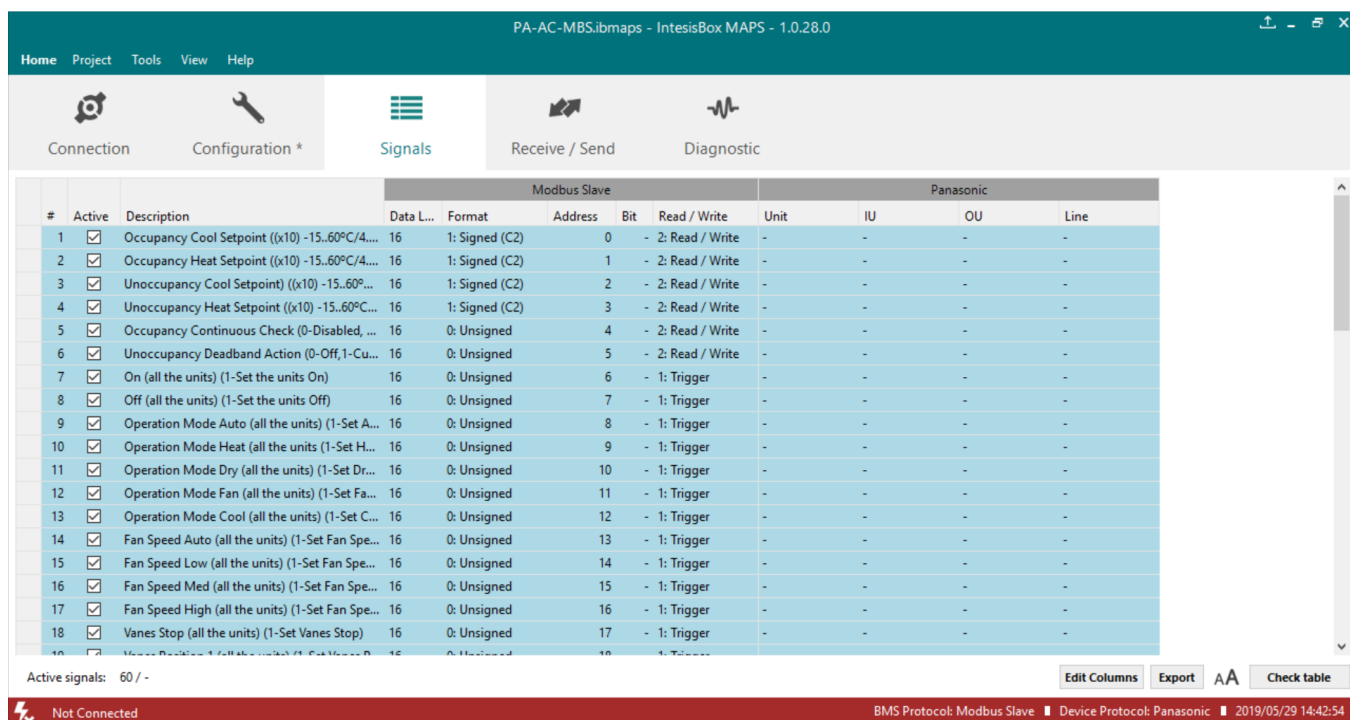 PA-AC-MBS.ibmaps - IntesisBox MAPS - 1.0.28.0
Home Project Tools View Help
Connection Configuration * Signals Receive / Send Diagnostic
Modbus Slave Panasonic
# Active Description Data L... Format Address Bit Read / Write Unit IU OU Line
1 Occupancy Cool Setpoint ((x10) -15..60ºC/4.... 16 1: Signed (C2) 0 - 2: Read / Write - - - -
2 Occupancy Heat Setpoint ((x10) -15..60ºC/4.... 16 1: Signed (C2) 1 - 2: Read / Write - - - -
3 Unoccupancy Cool Setpoint) ((x10) -15..60º... 16 1: Signed (C2) 2 - 2: Read / Write - - - -
4 Unoccupancy Heat Setpoint ((x10) -15..60ºC... 16 1: Signed (C2) 3 - 2: Read / Write - - - -
5 Occupancy Continuous Check (0-Disabled, ... 16 0: Unsigned 4 - 2: Read / Write - - - -
6 Unoccupancy Deadband Action (0-Off,1-Cu... 16 0: Unsigned 5 - 2: Read / Write - - - -
7 On (all the units) (1-Set the units On) 16 0: Unsigned 6 - 1: Trigger - - - -
8 Off (all the units) (1-Set the units Off) 16 0: Unsigned 7 - 1: Trigger - - - -
9 Operation Mode Auto (all the units) (1-Set A... 16 0: Unsigned 8 - 1: Trigger - - - -
10 Operation Mode Heat (all the units (1-Set H... 16 0: Unsigned 9 - 1: Trigger - - - -
11 Operation Mode Dry (all the units) (1-Set Dr... 16 0: Unsigned 10 - 1: Trigger - - - -
12 Operation Mode Fan (all the units) (1-Set Fa... 16 0: Unsigned 11 - 1: Trigger - - - -
13 Operation Mode Cool (all the units) (1-Set C... 16 0: Unsigned 12 - 1: Trigger - - - -
14 Fan Speed Auto (all the units) (1-Set Fan Spe... 16 0: Unsigned 13 - 1: Trigger - - - -
15 Fan Speed Low (all the units) (1-Set Fan Spe... 16 0: Unsigned 14 - 1: Trigger - - - -
16 Fan Speed Med (all the units) (1-Set Fan Spe... 16 0: Unsigned 15 - 1: Trigger - - - -
17 Fan Speed High (all the units) (1-Set Fan Spe... 16 0: Unsigned 16 - 1: Trigger - - - -
18 Vanes Stop (all the units) (1-Set Vanes Stop) 16 0: Unsigned 17 - 1: Trigger - - - -
Active signals: 60 / - Edit Columns Export AA Check table
Not Connected BMS Protocol: Modbus Slave Device Protocol: Panasonic 2019/05/29 14:42:54